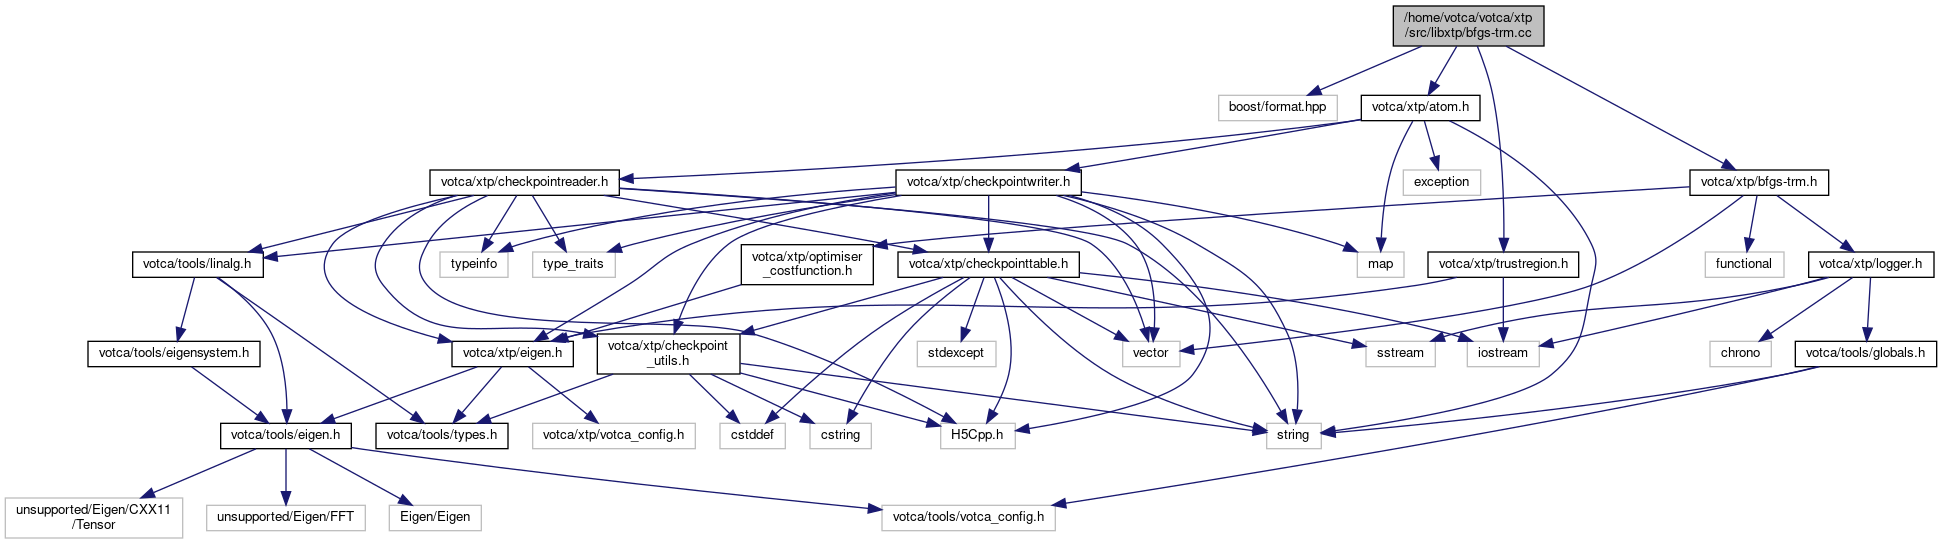 /home/votca/votca/xtp
/src/libxtp/bfgs-trm.cc
boost/format.hpp
votca/xtp/atom.h
votca/xtp/checkpointreader.h
votca/xtp/checkpointwriter.h
exception
votca/xtp/bfgs-trm.h
votca/tools/linalg.h
typeinfo
type_traits
votca/xtp/optimiser
_costfunction.h
votca/xtp/checkpointtable.h
map
votca/xtp/trustregion.h
functional
votca/xtp/logger.h
votca/tools/eigensystem.h
votca/xtp/eigen.h
votca/xtp/checkpoint
_utils.h
stdexcept
vector
sstream
iostream
chrono
votca/tools/globals.h
votca/tools/eigen.h
votca/tools/types.h
votca/xtp/votca_config.h
cstddef
cstring
H5Cpp.h
string
unsupported/Eigen/CXX11
/Tensor
unsupported/Eigen/FFT
Eigen/Eigen
votca/tools/votca_config.h